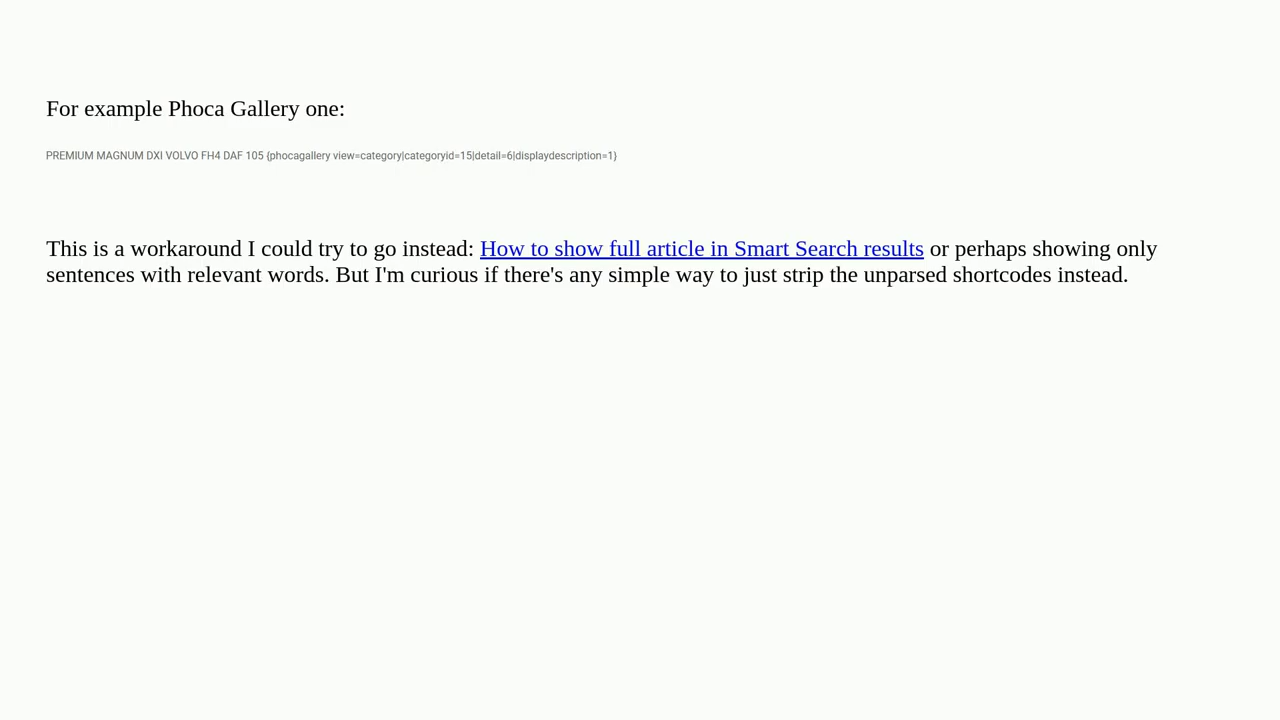 For example Phoca Gallery one:
PREMIUM MAGNUM DXI VOLVO FH4 DAF 105 {phocagallery view=category|categoryid=15|detail=6|displaydescription=1}
This is a workaround I could try to go instead: How to show full article in Smart Search results or perhaps showing only
sentences with relevant words. But I'm curious if there's any simple way to just strip the unparsed shortcodes instead.